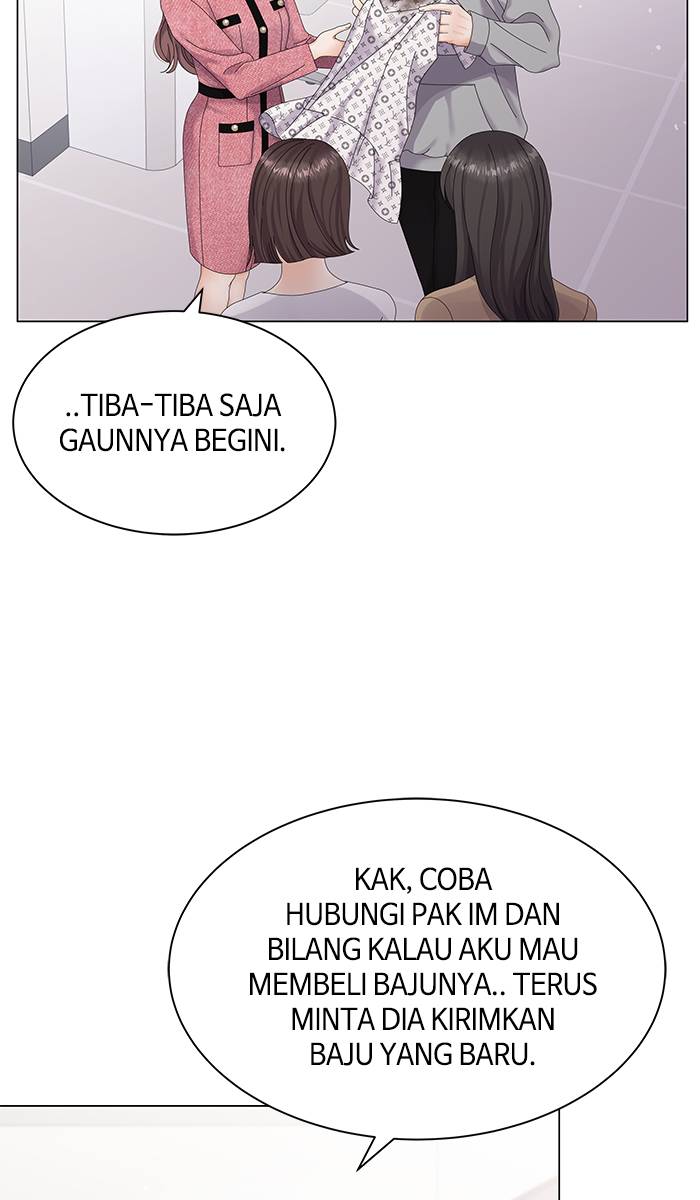 ..TIBA-TIBA SAJA
GAUNNYA BEGINI.
KAK, COBA
HUBUNGI PAK IM DAN
BILANG KALAU AKU MAU
MEMBELI BAJUNYA.. TERUS
MINTA DIA KIRIMKAN
BAJU YANG BARU.